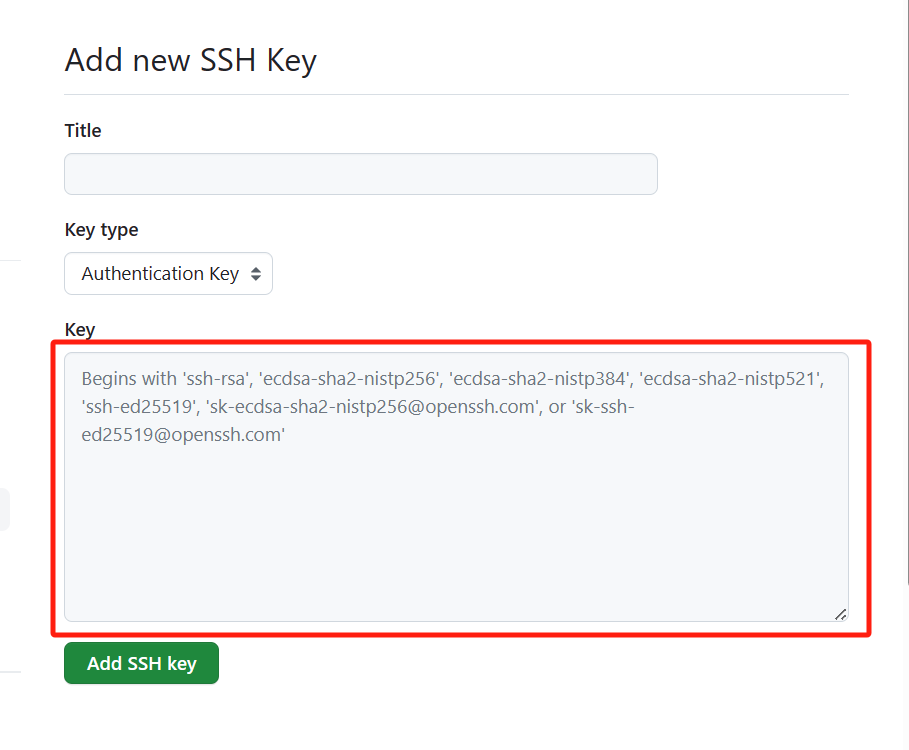 Add new SSH Key
Title
Key type
Authentication Key
Key
Begins with 'ssh-rsa', 'ecdsa-sha2-nistp256', 'ecdsa-sha2-nistp384', 'ecdsa-sha2-nistp521',
'ssh-ed25519', 'sk-ecdsa-sha2-nistp256@openssh.com', or 'sk-ssh-
ed25519@openssh.com'
Add SSH key